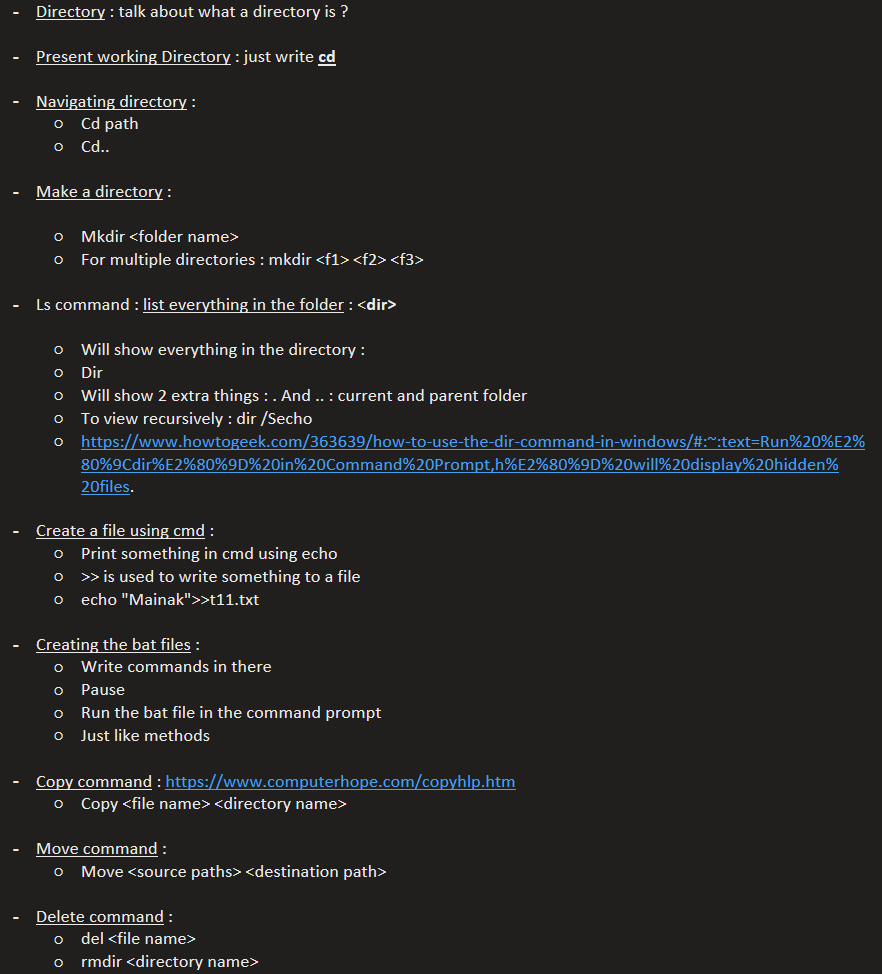 - Directory : talk about what a directory is ?
- Present working Directory : just write cd
- Navigating directory :
o Cd path
o Cd..
- Make a directory :
o Mkdir <folder name>
o For multiple directories : mkdir <f1> <f2> <f3>
- Ls command : list everything in the folder : <dir>
o Will show everything in the directory :
o Dir
o Will show 2 extra things : . And .. : current and parent folder
o To view recursively : dir /Secho
o https://www.howtogeek.com/363639/how-to-use-the-dir-command-in-windows/#:~:text=Run%20%E2%
80%9Cdir%E2%80%9D%20in%20Command%20Prompt,h%E2%80%9D%20will%20display%20hidden%
20files.
- Create a file using cmd :
o Print something in cmd using echo
o >> is used to write something to a file
o echo "Mainak">>t11.txt
- Creating the bat files :
o Write commands in there
o Pause
o Run the bat file in the command prompt
o Just like methods
- Copy command : https://www.computerhope.com/copyhlp.htm
o Copy <file name> <directory name>
- Move command :
o Move <source paths> <destination path>
- Delete command :
o del <file name>
o rmdir <directory name>